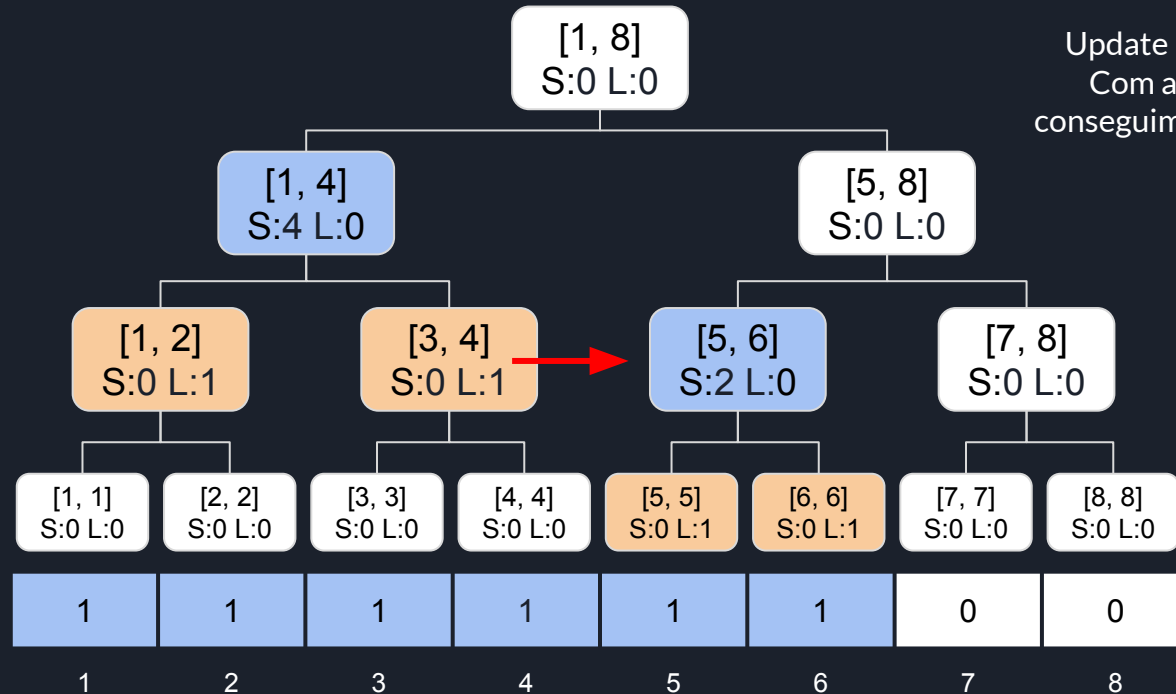 [1, 8]
S:0 L:0
Update
Com a
[1, 4]
S:4 L:0
[5, 8]
S:0 L:0
[1, 2]
S:0 L:1
[3, 4]
S:0 L:1
[5, 6]
S:2 L:0
[7, 8]
S:0 L:0
[1, 1]
S:0 L:0
[2, 2]
S:0 L:0
[3, 3]
S:0 L:0
[4, 4]
S:0 L:0
[5, 5]
S:0 L:1
[6, 6]
S:0 L:1
[7, 7]
S:0 L:0
[8, 8]
S:0 L:0
1 1 1 1 1 1 0 0
1 2 3 4 5 6 7 8